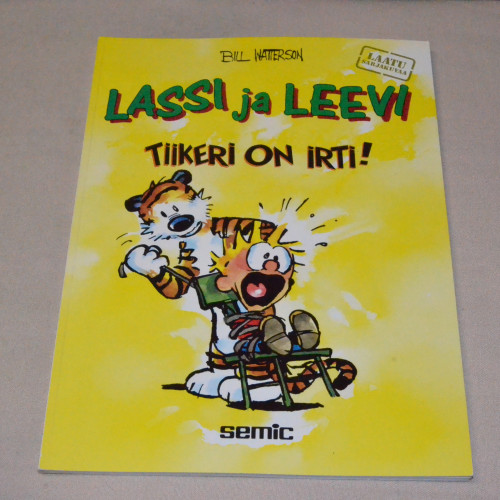 BILL WATTERSON
LAATU
SARJAKUVAA
LASSI ja LEEVI
TIIKERI ON IRTI!
semic